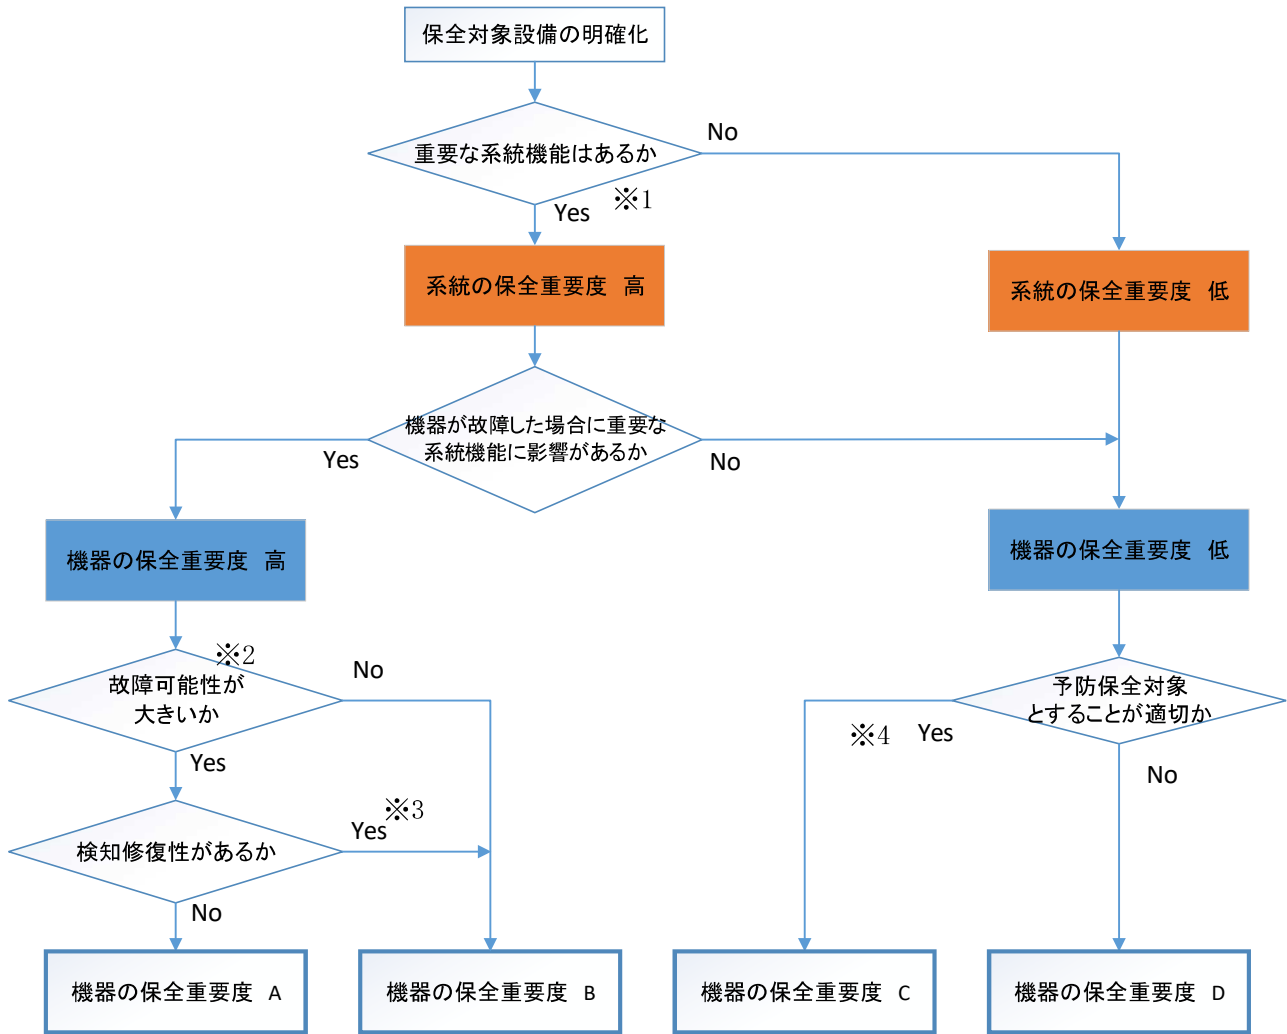 保全対象設備の明確化
重要な系統機能はあるか
No
Yes
※1
系統の保全重要度 高
系統の保全重要度 低
機器が故障した場合に重要な
系統機能に影響があるか
Yes
No
機器の保全重要度 高
機器の保全重要度 低
※2
故障可能性が
大きいか
No
Yes
予防保全対象
とすることが適切か
※4
Yes
No
検知修復性があるか
Yes
※3
No
機器の保全重要度 A
機器の保全重要度 B
機器の保全重要度 C
機器の保全重要度 D